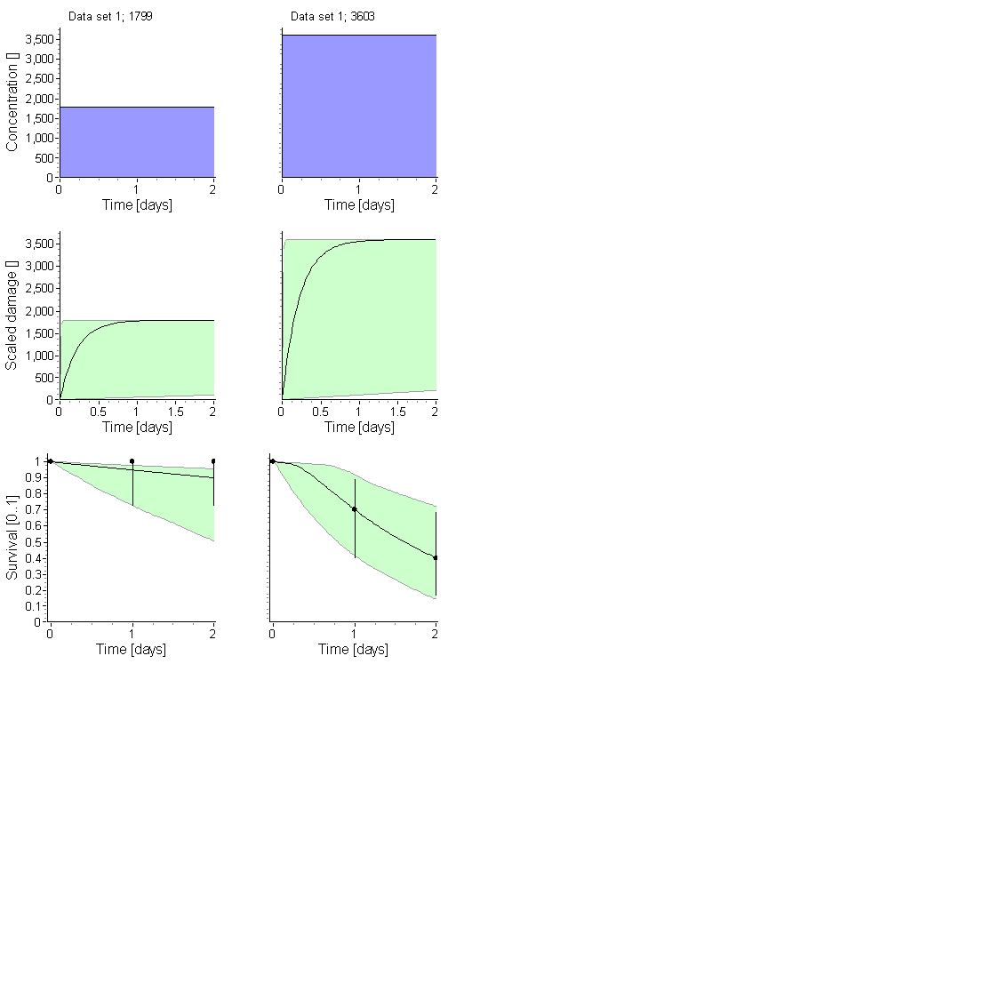 Data set 1; 1799
Data set 1; 3603
Concentration []
3,500
3,000
2,500
2,000
1,500
1,000
500
0
0 1 2
Time [days]
0 1 2
Time [days]
Scaled damage []
3,500
3,000
2,500
2,000
1,500
1,000
500
0
0 0.5 1 1.5 2
Time [days]
0 0.5 1 1.5 2
Time [days]
Survival [0..1]
1
0.9
0.8
0.7
0.6
0.5
0.4
0.3
0.2
0.1
0
0 1 2
Time [days]
0 1 2
Time [days]